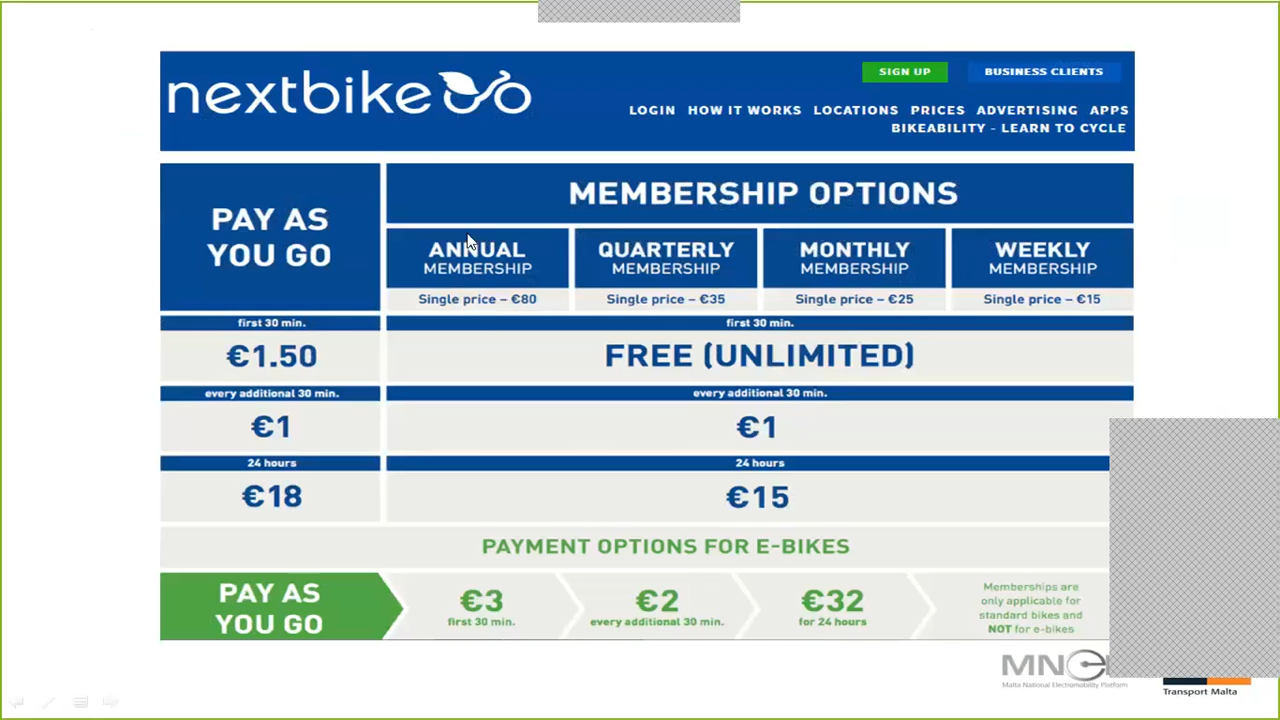 nextbike
SIGN UP
BUSINESS CLIENTS
LOGIN HOW IT WORKS LOCATIONS PRICES ADVERTISING APPS
BIKEABILITY - LEARN TO CYCLE
PAY AS
YOU GO
MEMBERSHIP OPTIONS
ANNUAL
MEMBERSHIP
Single price – €80
QUARTERLY
MEMBERSHIP
Single price – €35
MONTHLY
MEMBERSHIP
Single price – €25
WEEKLY
MEMBERSHIP
Single price – €15
first 30 min.
€1.50
first 30 min.
FREE (UNLIMITED)
every additional 30 min.
€1
every additional 30 min.
€1
24 hours
€18
24 hours
€15
PAYMENT OPTIONS FOR E-BIKES
PAY AS
YOU GO
€3
first 30 min.
€2
every additional 30 min.
€32
for 24 hours
Memberships are
only applicable for
standard bikes and
NOT for e-bikes
Malta National Electromobility Platform
Transport Malta